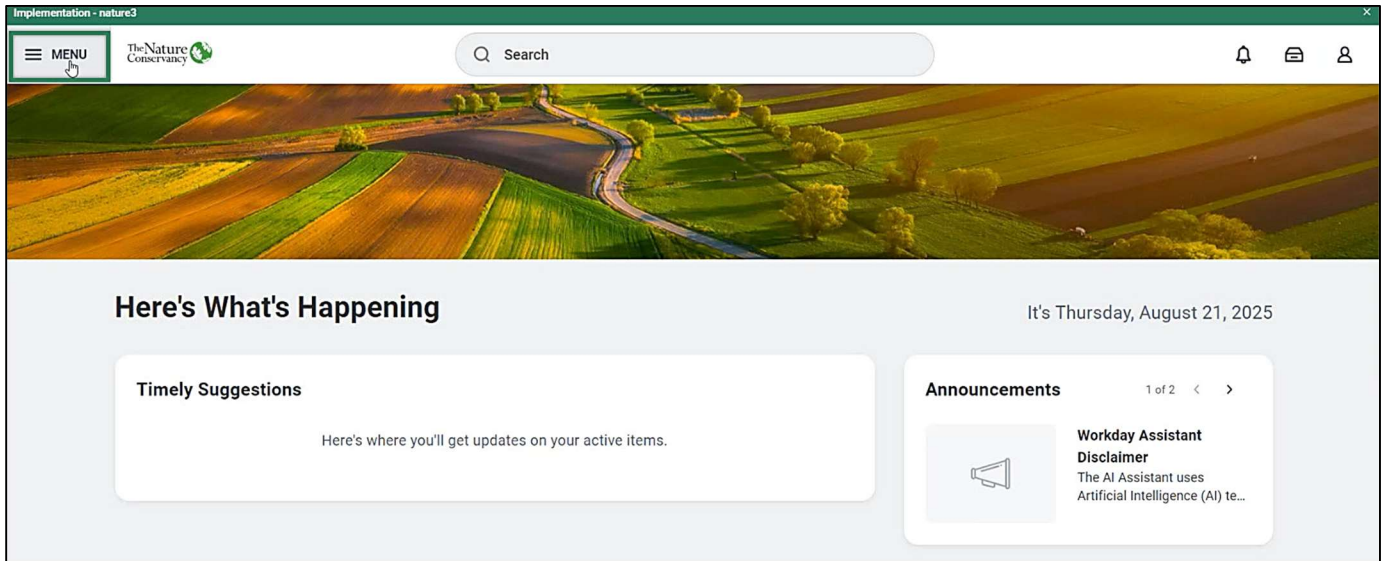 Implementation - nature3
MENU
The Nature
Conservancy
Search
Here's What's Happening
It's Thursday, August 21, 2025
Timely Suggestions
Here's where you'll get updates on your active items.
Announcements
1 of 2
Workday Assistant
Disclaimer
The AI Assistant uses
Artificial Intelligence (AI) te...